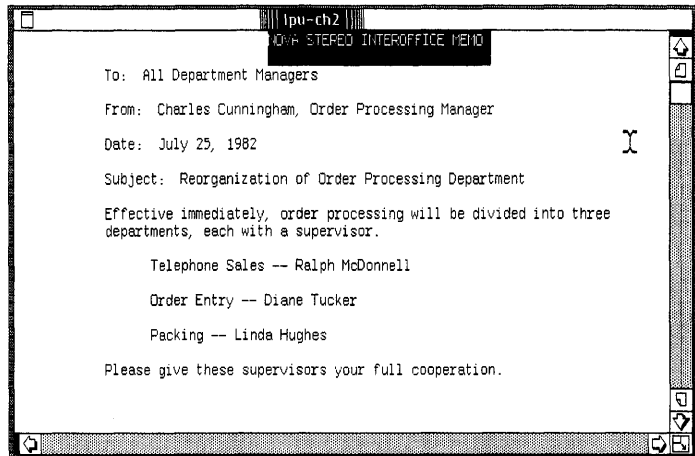 lpu-ch2
NOVA STEREO INTEROFFICE MEMO
To: All Department Managers
From: Charles Cunningham, Order Processing Manager
Date: July 25, 1982
Subject: Reorganization of Order Processing Department
Effective immediately, order processing will be divided into three
departments, each with a supervisor.
Telephone Sales -- Ralph McDonnell
Order Entry -- Diane Tucker
Packing -- Linda Hughes
Please give these supervisors your full cooperation.